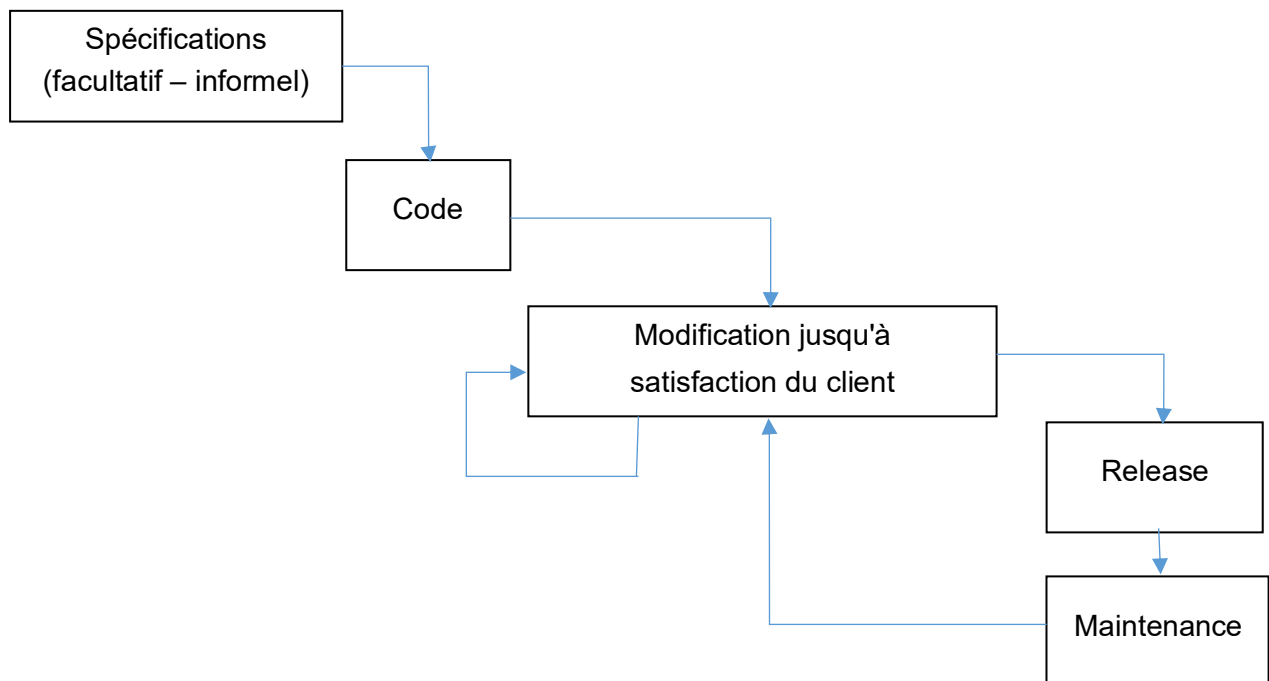 Spécifications
(facultatif – informel)
Code
Modification jusqu'à
satisfaction du client
Release
Maintenance